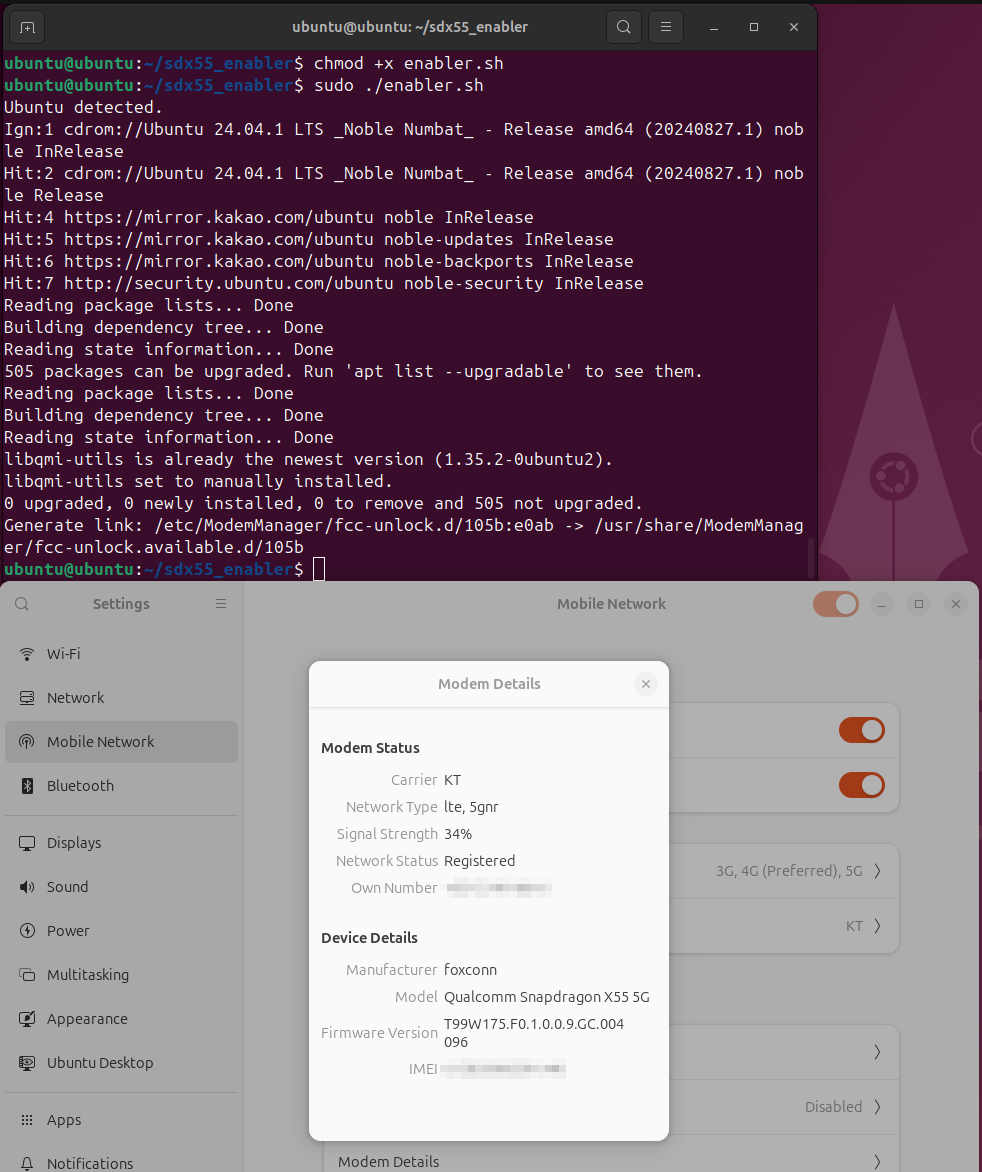 ubuntu@ubuntu: ~/sdx55_enabler
ubuntu@ubuntu:~/sdx55_enabler$ chmod +x enabler.sh
ubuntu@ubuntu:~/sdx55_enabler$ sudo ./enabler.sh
Ubuntu detected.
Ign:1 cdrom://Ubuntu 24.04.1 LTS _Noble Numbat_ - Release amd64 (20240827.1) nob
le InRelease
Hit:2 cdrom://Ubuntu 24.04.1 LTS _Noble Numbat_ - Release amd64 (20240827.1) nob
le Release
Hit:4 https://mirror.kakao.com/ubuntu noble InRelease
Hit:5 https://mirror.kakao.com/ubuntu noble-updates InRelease
Hit:6 https://mirror.kakao.com/ubuntu noble-backports InRelease
Hit:7 http://security.ubuntu.com/ubuntu noble-security InRelease
Reading package lists... Done
Building dependency tree... Done
Reading state information... Done
505 packages can be upgraded. Run 'apt list --upgradable' to see them.
Reading package lists... Done
Building dependency tree... Done
Reading state information... Done
libqmi-utils is already the newest version (1.35.2-0ubuntu2).
libqmi-utils set to manually installed.
0 upgraded, 0 newly installed, 0 to remove and 505 not upgraded.
Generate link: /etc/ModemManager/fcc-unlock.d/105b:e0ab -> /usr/share/ModemManag
er/fcc-unlock.available.d/105b
ubuntu@ubuntu:~/sdx55_enabler$
Settings
Wi-Fi
Network
Mobile Network
Bluetooth
Displays
Sound
Power
Multitasking
Appearance
Ubuntu Desktop
Apps
Notifications
Mobile Network
3G, 4G (Preferred), 5G
KT
Disabled
Modem Details
Modem Details
Modem Status
Carrier KT
Network Type lte, 5gnr
Signal Strength 34%
Network Status Registered
Own Number
Device Details
Manufacturer foxconn
Model Qualcomm Snapdragon X55 5G
Firmware Version T99W175.F0.1.0.0.9.GC.004
096
IMEI